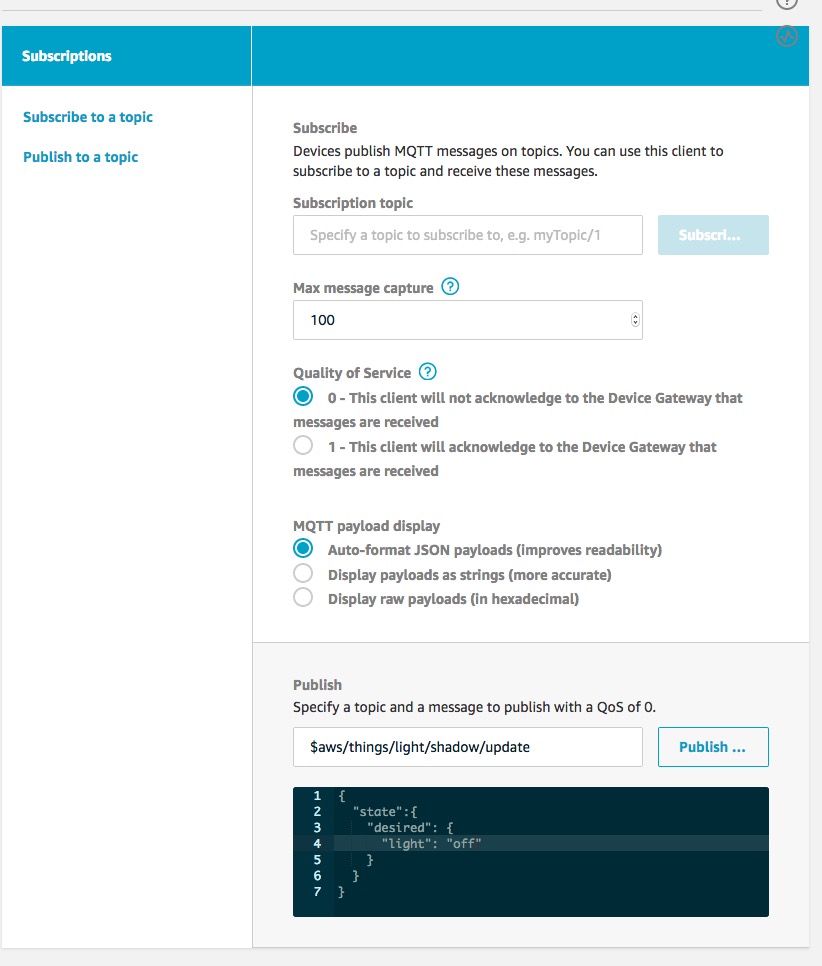 ?
Subscriptions
Subscribe to a topic
Publish to a topic
Subscribe
Devices publish MQTT messages on topics. You can use this client to
subscribe to a topic and receive these messages.
Subscription topic
Specify a topic to subscribe to, e.g. myTopic/1
Subscri...
Max message capture ?
100
Quality of Service ?
0 - This client will not acknowledge to the Device Gateway that
messages are received
1 - This client will acknowledge to the Device Gateway that
messages are received
MQTT payload display
Auto-format JSON payloads (improves readability)
Display payloads as strings (more accurate)
Display raw payloads (in hexadecimal)
Publish
Specify a topic and a message to publish with a QoS of 0.
$aws/things/light/shadow/update
Publish ...
1 {
2 "state":{
3 "desired": {
4 "light": "off"
5 }
6 }
7 }